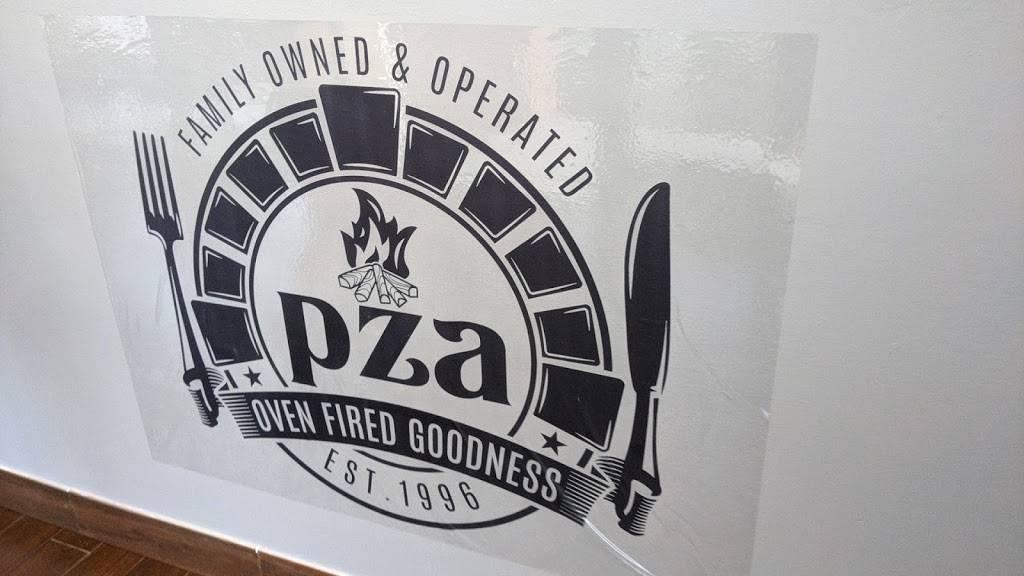 FAMILY OWNED & OPERATED
pza
OVEN FIRED GOODNESS
EST. 1996